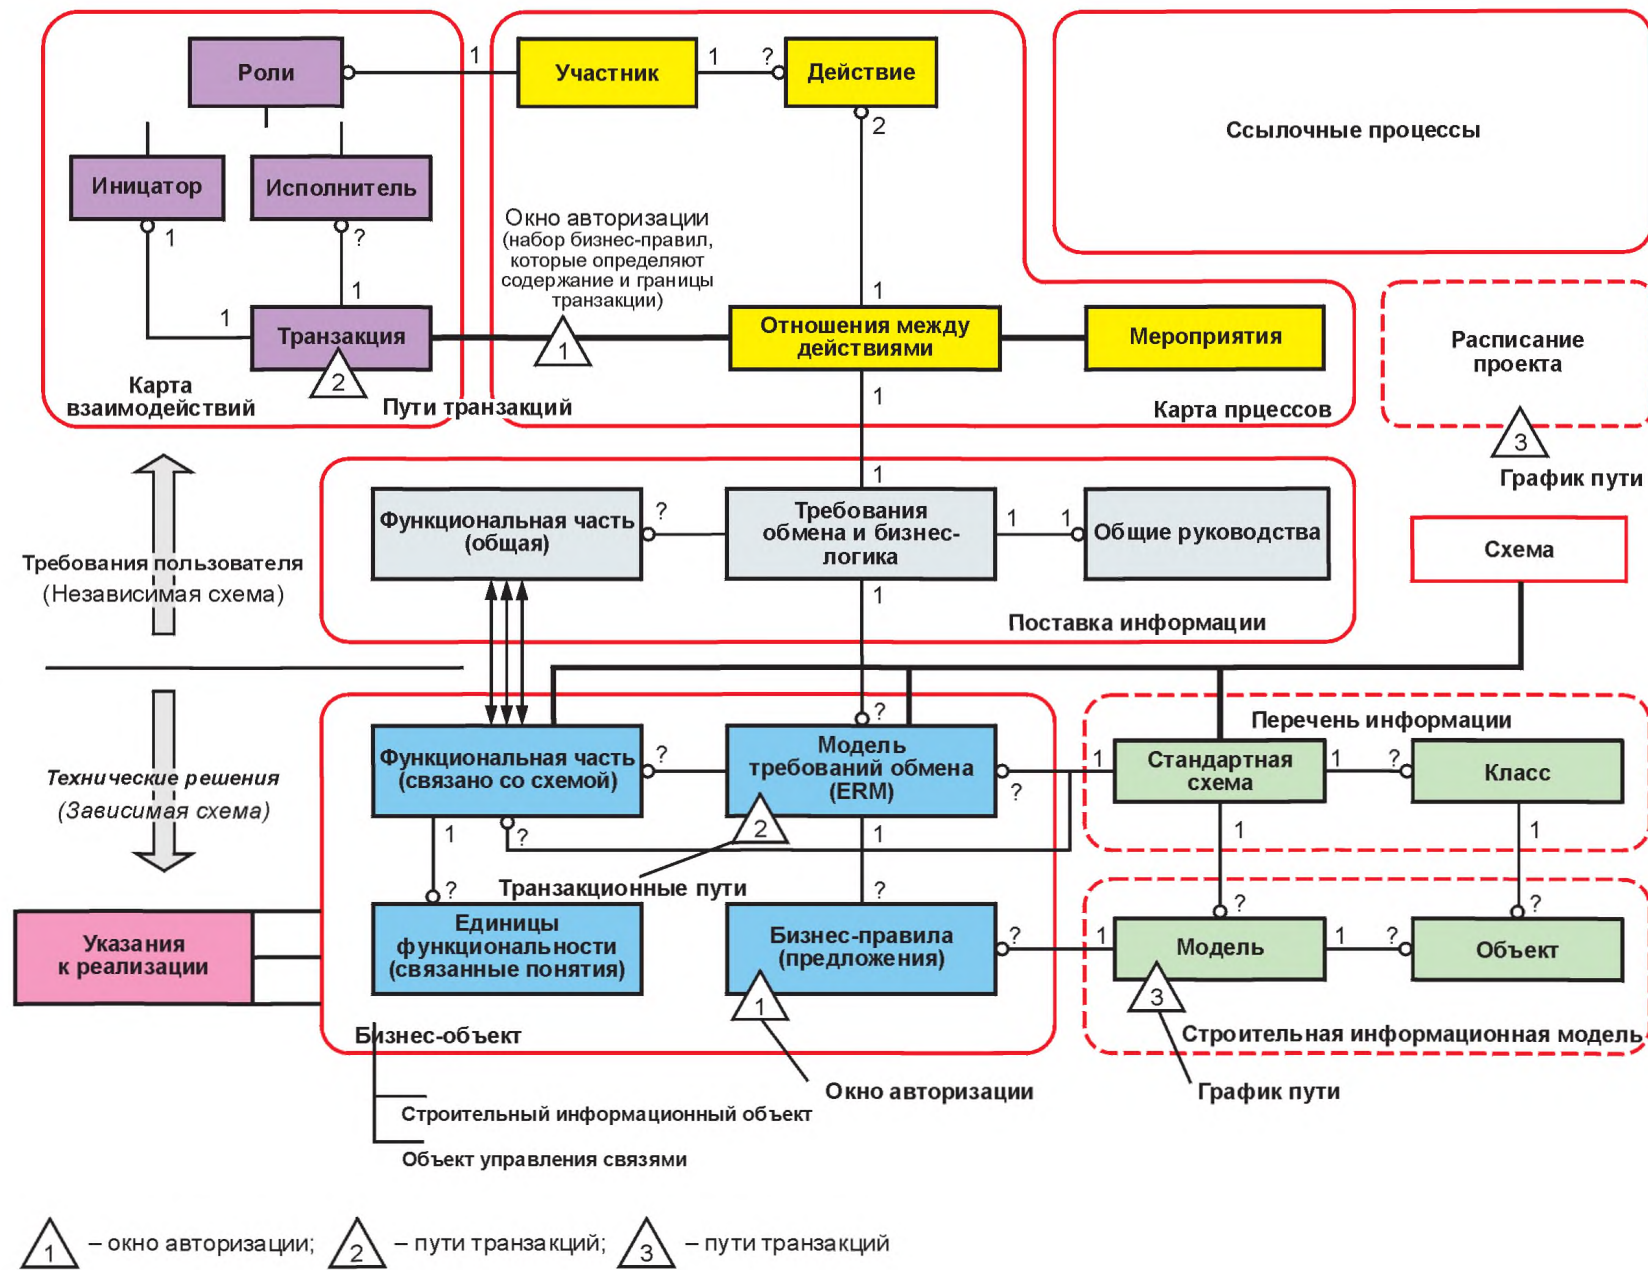 Роли
1
Участник
1
?
Действие
2
Ссылочные процессы
Иницатор
Исполнитель
1
?
Окно авторизации
(набор бизнес-правил,
которые определяют
содержание и границы
транзакции)
1
1
1
Транзакция
2
1
Отношения между
действиями
Мероприятия
Расписание
проекта
3
График пути
Карта
взаимодействий
Пути транзакций
1
Карта прцессов
1
Функциональная часть
(общая)
?
Требования
обмена и бизнес-
логика
1
1
Общие руководства
Схема
Требования пользователя
(Независимая схема)
1
Поставка информации
?
Перечень информации
Функциональная часть
(связано со схемой)
?
Модель
требований обмена
(ERM)
?
1
Стандартная
схема
1
?
Класс
Технические решения
(Зависимая схема)
1
?
2
1
1
1
Транзакционные пути
?
?
?
?
Указания
к реализации
Единицы
функциональности
(связанные понятия)
Бизнес-правила
(предложения)
1
?
1
Модель
3
1
?
Объект
Бизнес-объект
Строительная информационная модель
Окно авторизации
График пути
Строительный информационный объект
Объект управления связями
1 – окно авторизации; 2 – пути транзакций; 3 – пути транзакций